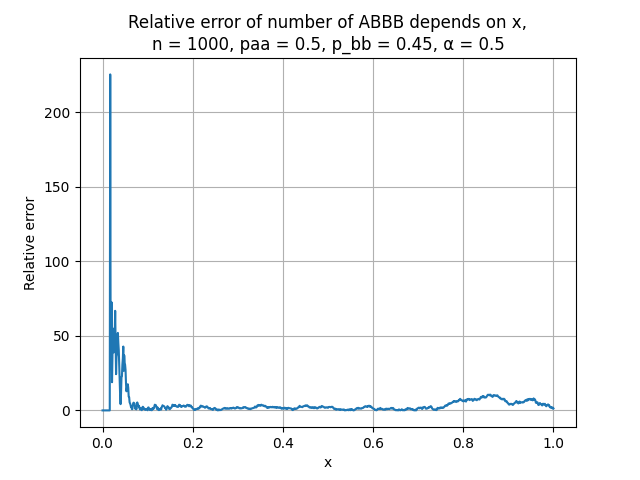 Relative error of number of ABBB depends on x,
n = 1000, paa = 0.5, p_bb = 0.45, α = 0.5
Relative error
200
150
100
50
0
0.0 0.2 0.4 0.6 0.8 1.0
x